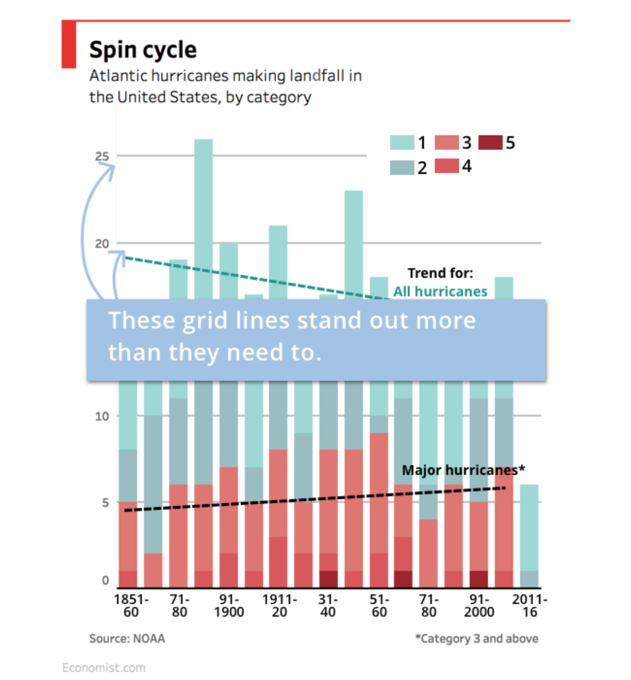 Spin cycle
Atlantic hurricanes making landfall in
the United States, by category
1 3 5
2 4
25
20
Trend for:
All hurricanes
These grid lines stand out more
than they need to.
10
Major hurricanes*
5
0
1851-60 71-80 91-1900 1911-20 31-40 51-60 71-80 91-2000 2011-16
Source: NOAA *Category 3 and above
Economist.com